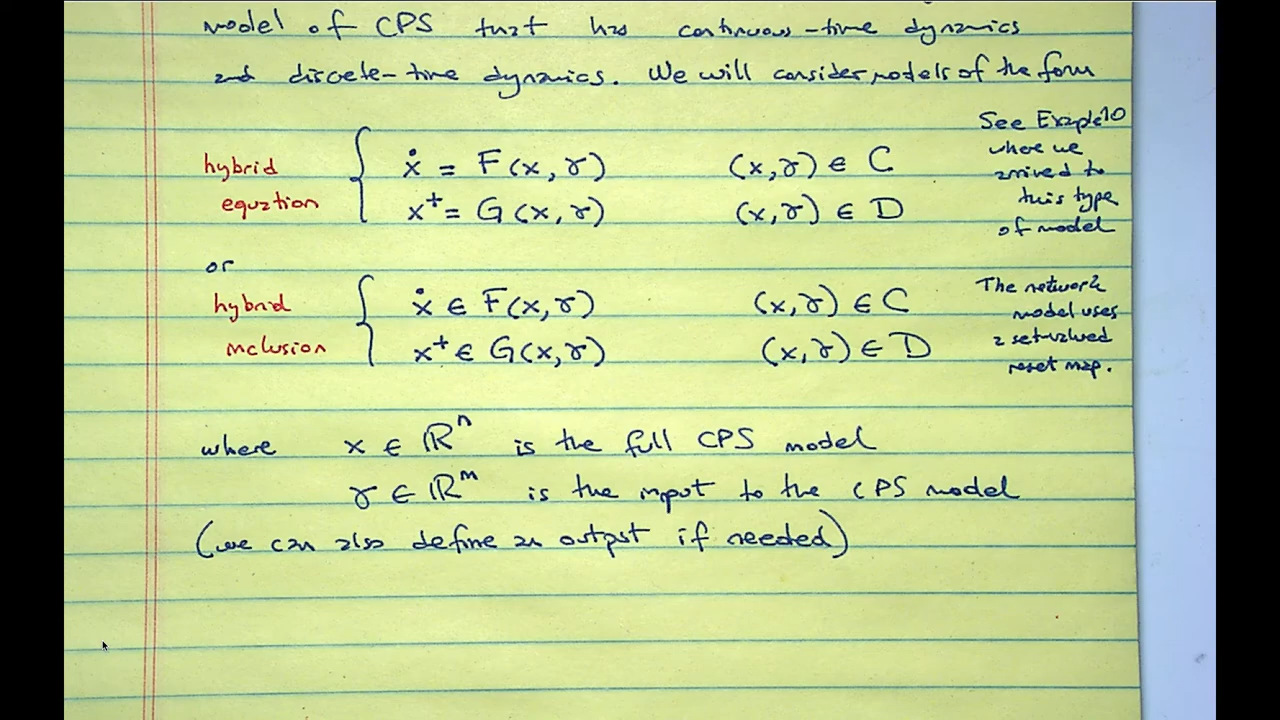 model of CPS that has continuous-time dynamics
and discrete-time dynamics. We will consider models of the form
hybrid
equation
ẋ = F(x, γ) (x, γ) ∈ C
x⁺ = G(x, γ) (x, γ) ∈ D
See Example 10
where we
arrived to
this type
of model
or
hybrid
inclusion
ẋ ∈ F(x, γ) (x, γ) ∈ C
x⁺ ∈ G(x, γ) (x, γ) ∈ D
The network
model uses
a set-valued
reset map.
where x ∈ ℝⁿ is the full CPS model
γ ∈ ℝᵐ is the input to the CPS model
(we can also define an output if needed)